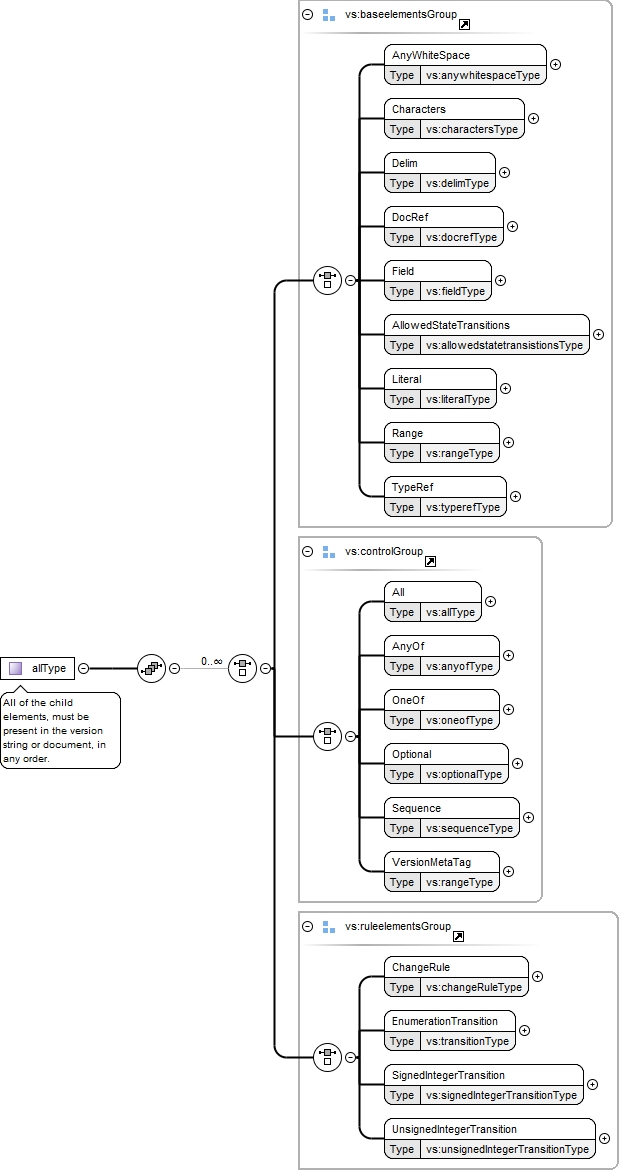 vs:baseelementsGroup
AnyWhiteSpace
Type vs:anywhitespaceType
Characters
Type vs:charactersType
Delim
Type vs:delimType
DocRef
Type vs:docrefType
Field
Type vs:fieldType
AllowedStateTransitions
Type vs:allowedstatetransistionsType
Literal
Type vs:literalType
Range
Type vs:rangeType
TypeRef
Type vs:typerefType
vs:controlGroup
All
Type vs:allType
AnyOf
Type vs:anyofType
OneOf
Type vs:oneofType
Optional
Type vs:optionalType
Sequence
Type vs:sequenceType
VersionMetaTag
Type vs:rangeType
allType
0..∞
All of the child
elements, must be
present in the version
string or document, in
any order.
vs:ruleelementsGroup
ChangeRule
Type vs:changeRuleType
EnumerationTransition
Type vs:transitionType
SignedIntegerTransition
Type vs:signedIntegerTransitionType
UnsignedIntegerTransition
Type vs:unsignedIntegerTransitionType